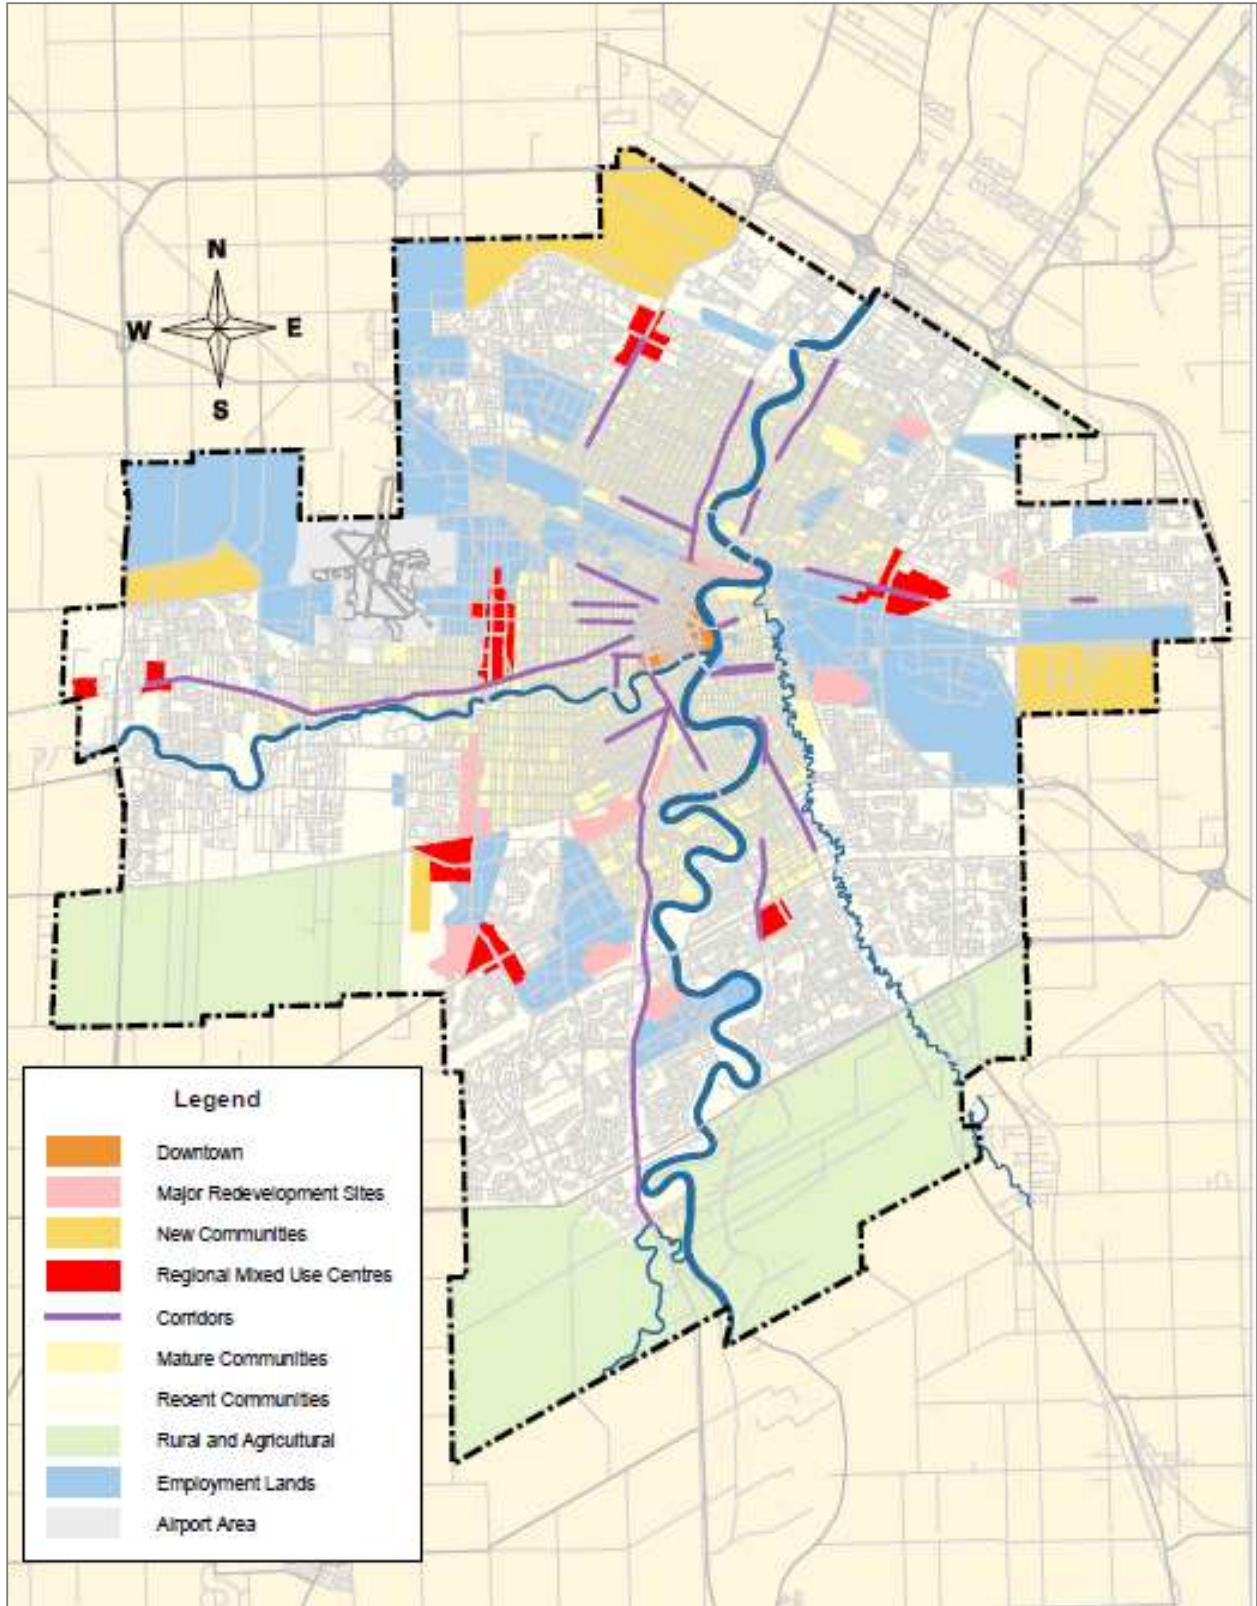 N
W
E
S
Legend
Downtown
Major Redevelopment Sites
New Communities
Regional Mixed Use Centres
Corridors
Mature Communities
Recent Communities
Rural and Agricultural
Employment Lands
Airport Area